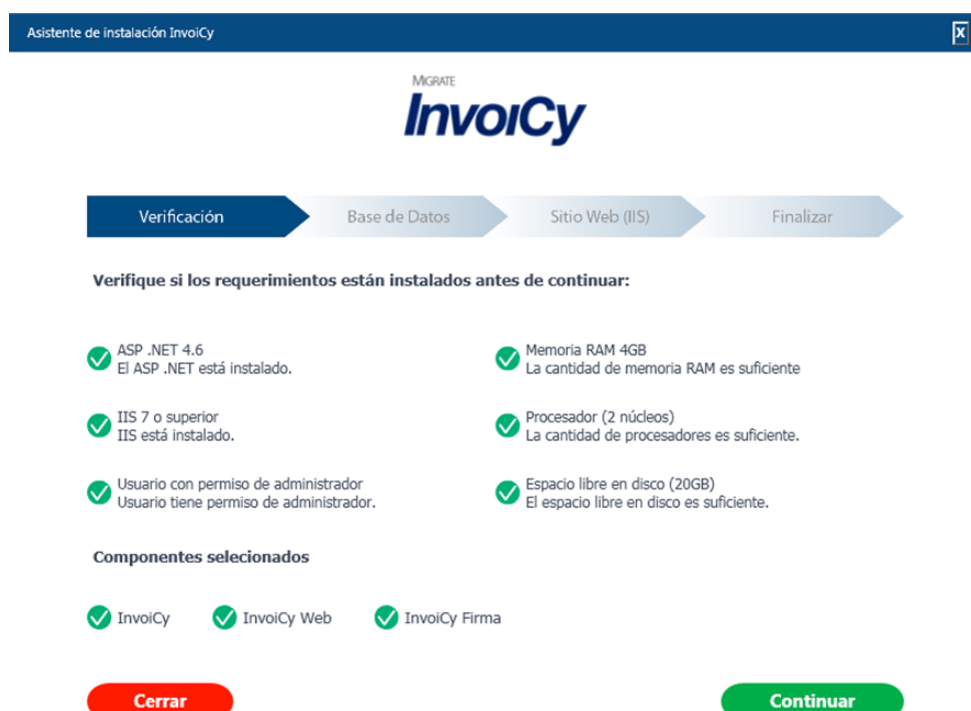 Asistente de instalación InvoiCy
X
MIGRATE
InvoiCy
Verificación
Base de Datos
Sitio Web (IIS)
Finalizar
Verifique si los requerimientos están instalados antes de continuar:
ASP .NET 4.6
El ASP .NET está instalado.
Memoria RAM 4GB
La cantidad de memoria RAM es suficiente
IIS 7 o superior
IIS está instalado.
Procesador (2 núcleos)
La cantidad de procesadores es suficiente.
Usuario con permiso de administrador
Usuario tiene permiso de administrador.
Espacio libre en disco (20GB)
El espacio libre en disco es suficiente.
Componentes selecionados
InvoiCy
InvoiCy Web
InvoiCy Firma
Cerrar
Continuar